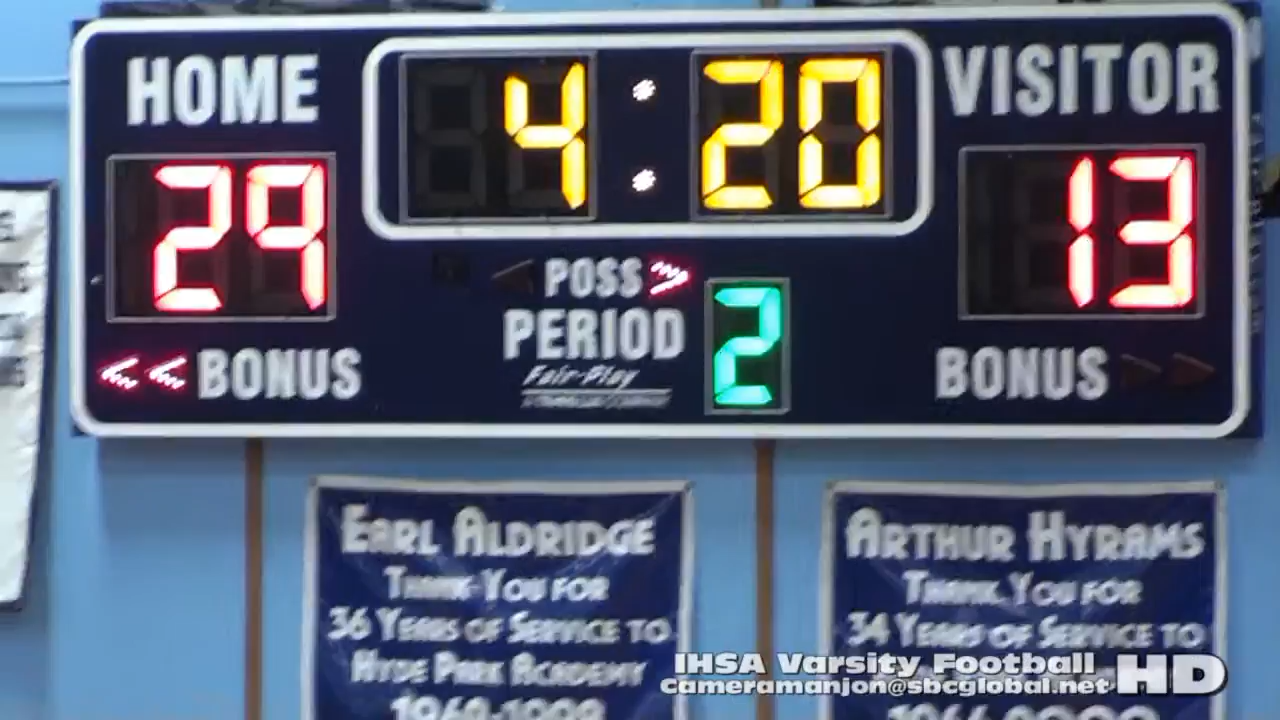 HOME
4:20
VISITOR
29
13
POSS
PERIOD
2
BONUS
Fair-Play
BONUS
EARL ALDRIDGE
THANK YOU FOR
36 YEARS OF SERVICE TO
HYDE PARK ACADEMY
ARTHUR HYRAMS
THANK YOU FOR
34 YEARS OF SERVICE TO
IHSA Varsity Football
cameramanjon@sbcglobal.net
HD